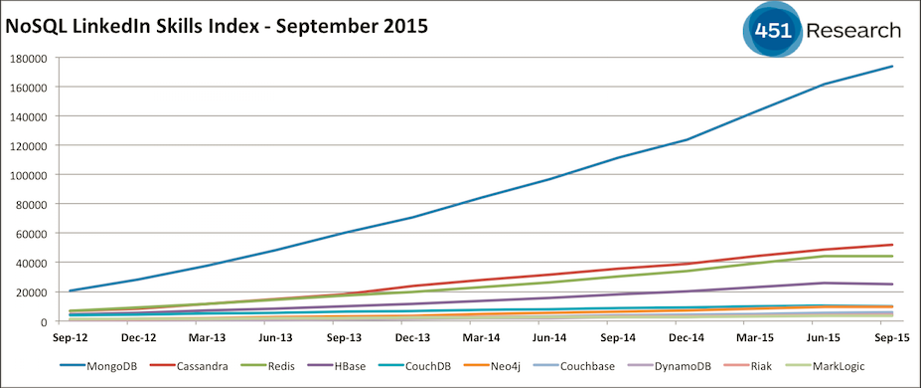 NoSQL LinkedIn Skills Index - September 2015
451 Research
180000
160000
140000
120000
100000
80000
60000
40000
20000
0
Sep-12 Dec-12 Mar-13 Jun-13 Sep-13 Dec-13 Mar-14 Jun-14 Sep-14 Dec-14 Mar-15 Jun-15 Sep-15
MongoDB Cassandra Redis HBase CouchDB Neo4j Couchbase DynamoDB Riak MarkLogic